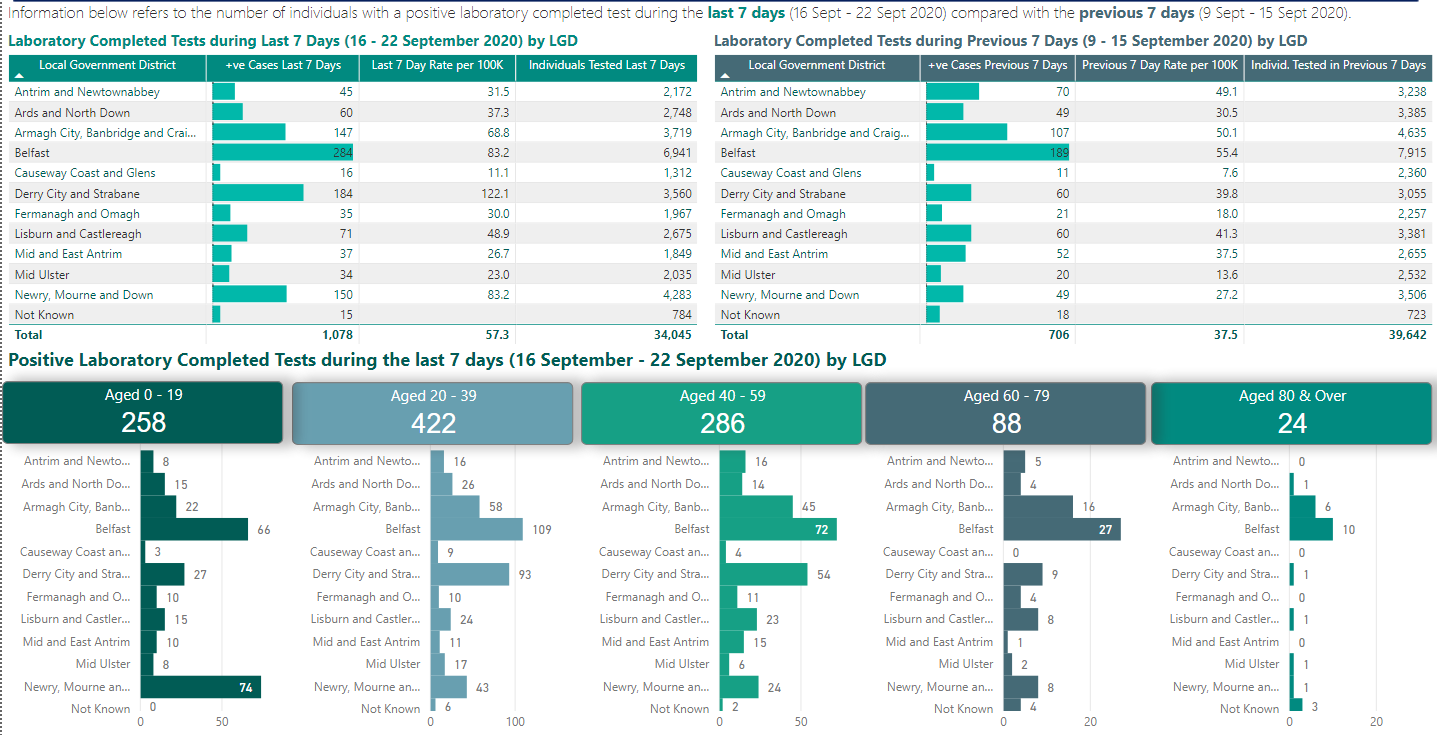 Information below refers to the number of individuals with a positive laboratory completed test during the last 7 days (16 Sept - 22 Sept 2020) compared with the previous 7 days (9 Sept - 15 Sept 2020).
Laboratory Completed Tests during Last 7 Days (16 - 22 September 2020) by LGD
Local Government District +ve Cases Last 7 Days Last 7 Day Rate per 100K Individuals Tested Last 7 Days
Antrim and Newtownabbey 45 31.5 2,172
Ards and North Down 60 37.3 2,748
Armagh City, Banbridge and Crai... 147 68.8 3,719
Belfast 284 83.2 6,941
Causeway Coast and Glens 16 11.1 1,312
Derry City and Strabane 184 122.1 3,560
Fermanagh and Omagh 35 30.0 1,967
Lisburn and Castlereagh 71 48.9 2,675
Mid and East Antrim 37 26.7 1,849
Mid Ulster 34 23.0 2,035
Newry, Mourne and Down 150 83.2 4,283
Not Known 15 784
Total 1,078 57.3 34,045
Laboratory Completed Tests during Previous 7 Days (9 - 15 September 2020) by LGD
Local Government District +ve Cases Previous 7 Days Previous 7 Day Rate per 100K Individ. Tested in Previous 7 Days
Antrim and Newtownabbey 70 49.1 3,238
Ards and North Down 49 30.5 3,385
Armagh City, Banbridge and Craig... 107 50.1 4,635
Belfast 189 55.4 7,915
Causeway Coast and Glens 11 7.6 2,360
Derry City and Strabane 60 39.8 3,055
Fermanagh and Omagh 21 18.0 2,257
Lisburn and Castlereagh 60 41.3 3,381
Mid and East Antrim 52 37.5 2,655
Mid Ulster 20 13.6 2,532
Newry, Mourne and Down 49 27.2 3,506
Not Known 18 723
Total 706 37.5 39,642
Positive Laboratory Completed Tests during the last 7 days (16 September - 22 September 2020) by LGD
Aged 0 - 19
258
Antrim and Newto... 8
Ards and North Do... 15
Armagh City, Banb... 22
Belfast 66
Causeway Coast an... 3
Derry City and Stra... 27
Fermanagh and O... 10
Lisburn and Castler... 15
Mid and East Antrim 10
Mid Ulster 8
Newry, Mourne an... 74
Not Known 0
0 50
Aged 20 - 39
422
Antrim and Newto... 16
Ards and North Do... 26
Armagh City, Banb... 58
Belfast 109
Causeway Coast an... 9
Derry City and Stra... 93
Fermanagh and O... 10
Lisburn and Castler... 24
Mid and East Antrim 11
Mid Ulster 17
Newry, Mourne an... 43
Not Known 6
0 100
Aged 40 - 59
286
Antrim and Newto... 16
Ards and North Do... 14
Armagh City, Banb... 45
Belfast 72
Causeway Coast an... 4
Derry City and Stra... 54
Fermanagh and O... 11
Lisburn and Castler... 23
Mid and East Antrim 15
Mid Ulster 6
Newry, Mourne an... 24
Not Known 2
0 50
Aged 60 - 79
88
Antrim and Newto... 5
Ards and North Do... 4
Armagh City, Banb... 16
Belfast 27
Causeway Coast an... 0
Derry City and Stra... 9
Fermanagh and O... 4
Lisburn and Castler... 8
Mid and East Antrim 1
Mid Ulster 2
Newry, Mourne an... 8
Not Known 4
0 20
Aged 80 & Over
24
Antrim and Newto... 0
Ards and North Do... 1
Armagh City, Banb... 6
Belfast 10
Causeway Coast an... 0
Derry City and Stra... 1
Fermanagh and O... 0
Lisburn and Castler... 1
Mid and East Antrim 0
Mid Ulster 1
Newry, Mourne an... 1
Not Known 3
0 20